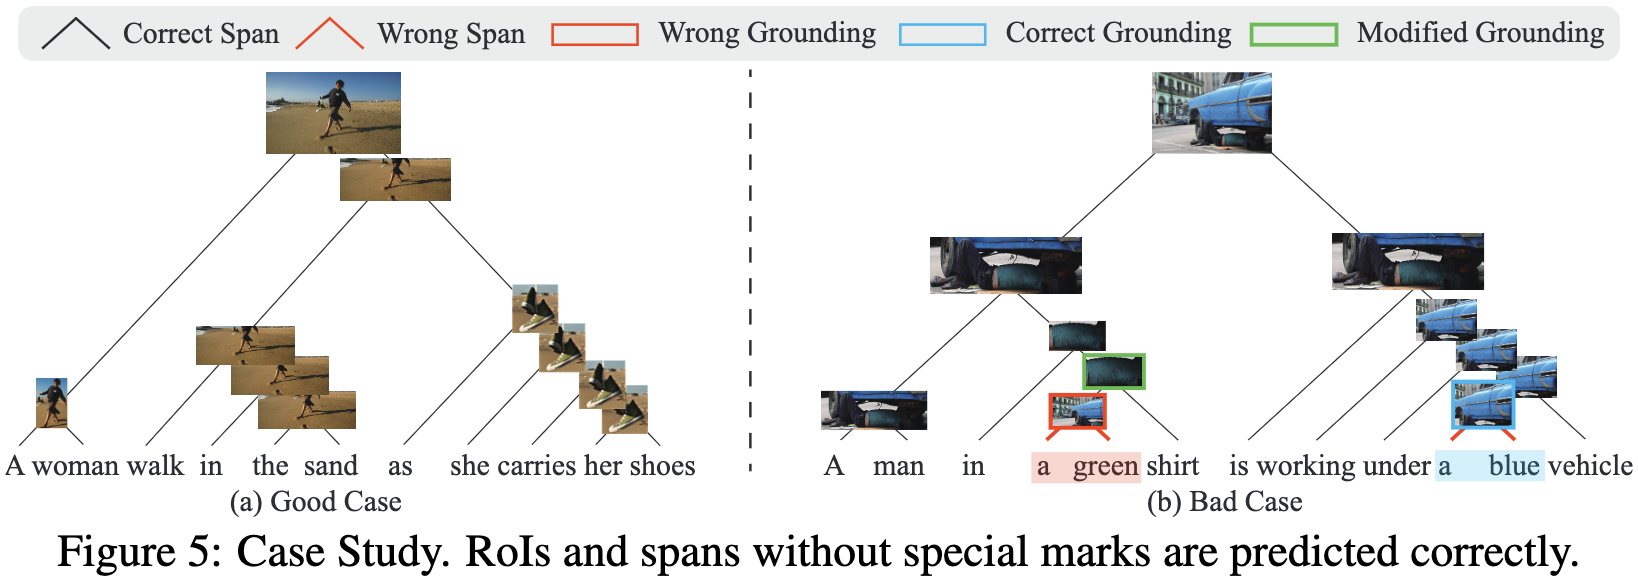 Correct Span Wrong Span Wrong Grounding Correct Grounding Modified Grounding
A woman walk in the sand as she carries her shoes
(a) Good Case
A man in a green shirt is working under a blue vehicle
(b) Bad Case
Figure 5: Case Study. RoIs and spans without special marks are predicted correctly.